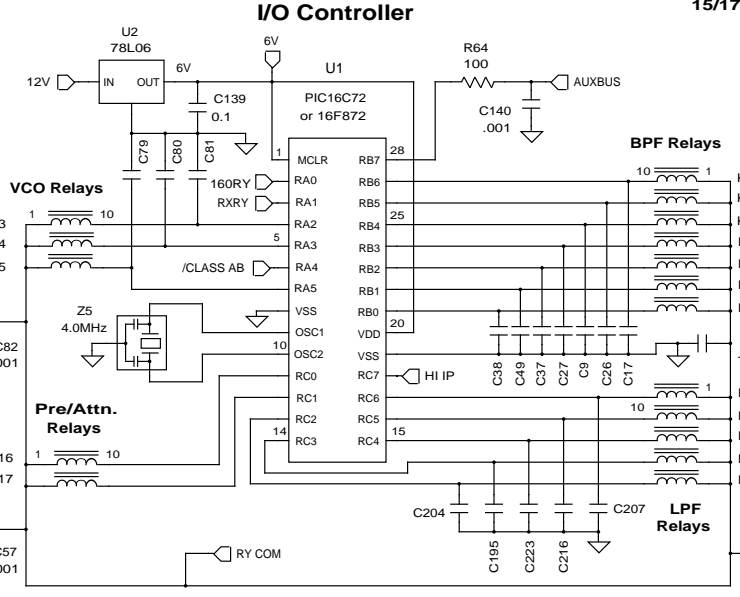 I/O Controller
15/17
U2
78L06
12V
IN
OUT
6V
6V
C139
0.1
U1
PIC16C72
or 16F872
R64
100
AUXBUS
C140
.001
C79
C80
C81
VCO Relays
1
10
160RY
RXRY
/CLASS AB
Z5
4.0MHz
Pre/Attn.
Relays
1
10
1
5
10
14
MCLR
RA0
RA1
RA2
RA3
RA4
RA5
VSS
OSC1
OSC2
RC0
RC1
RC2
RC3
RB7
RB6
RB5
RB4
RB3
RB2
RB1
RB0
VDD
VSS
RC7
RC6
RC5
RC4
28
25
20
15
HI IP
BPF Relays
10
1
C38
C49
C37
C27
C9
C26
C17
1
10
LPF
Relays
C204
C195
C223
C216
C207
RY COM
3
4
5
C82
001
16
17
C57
001